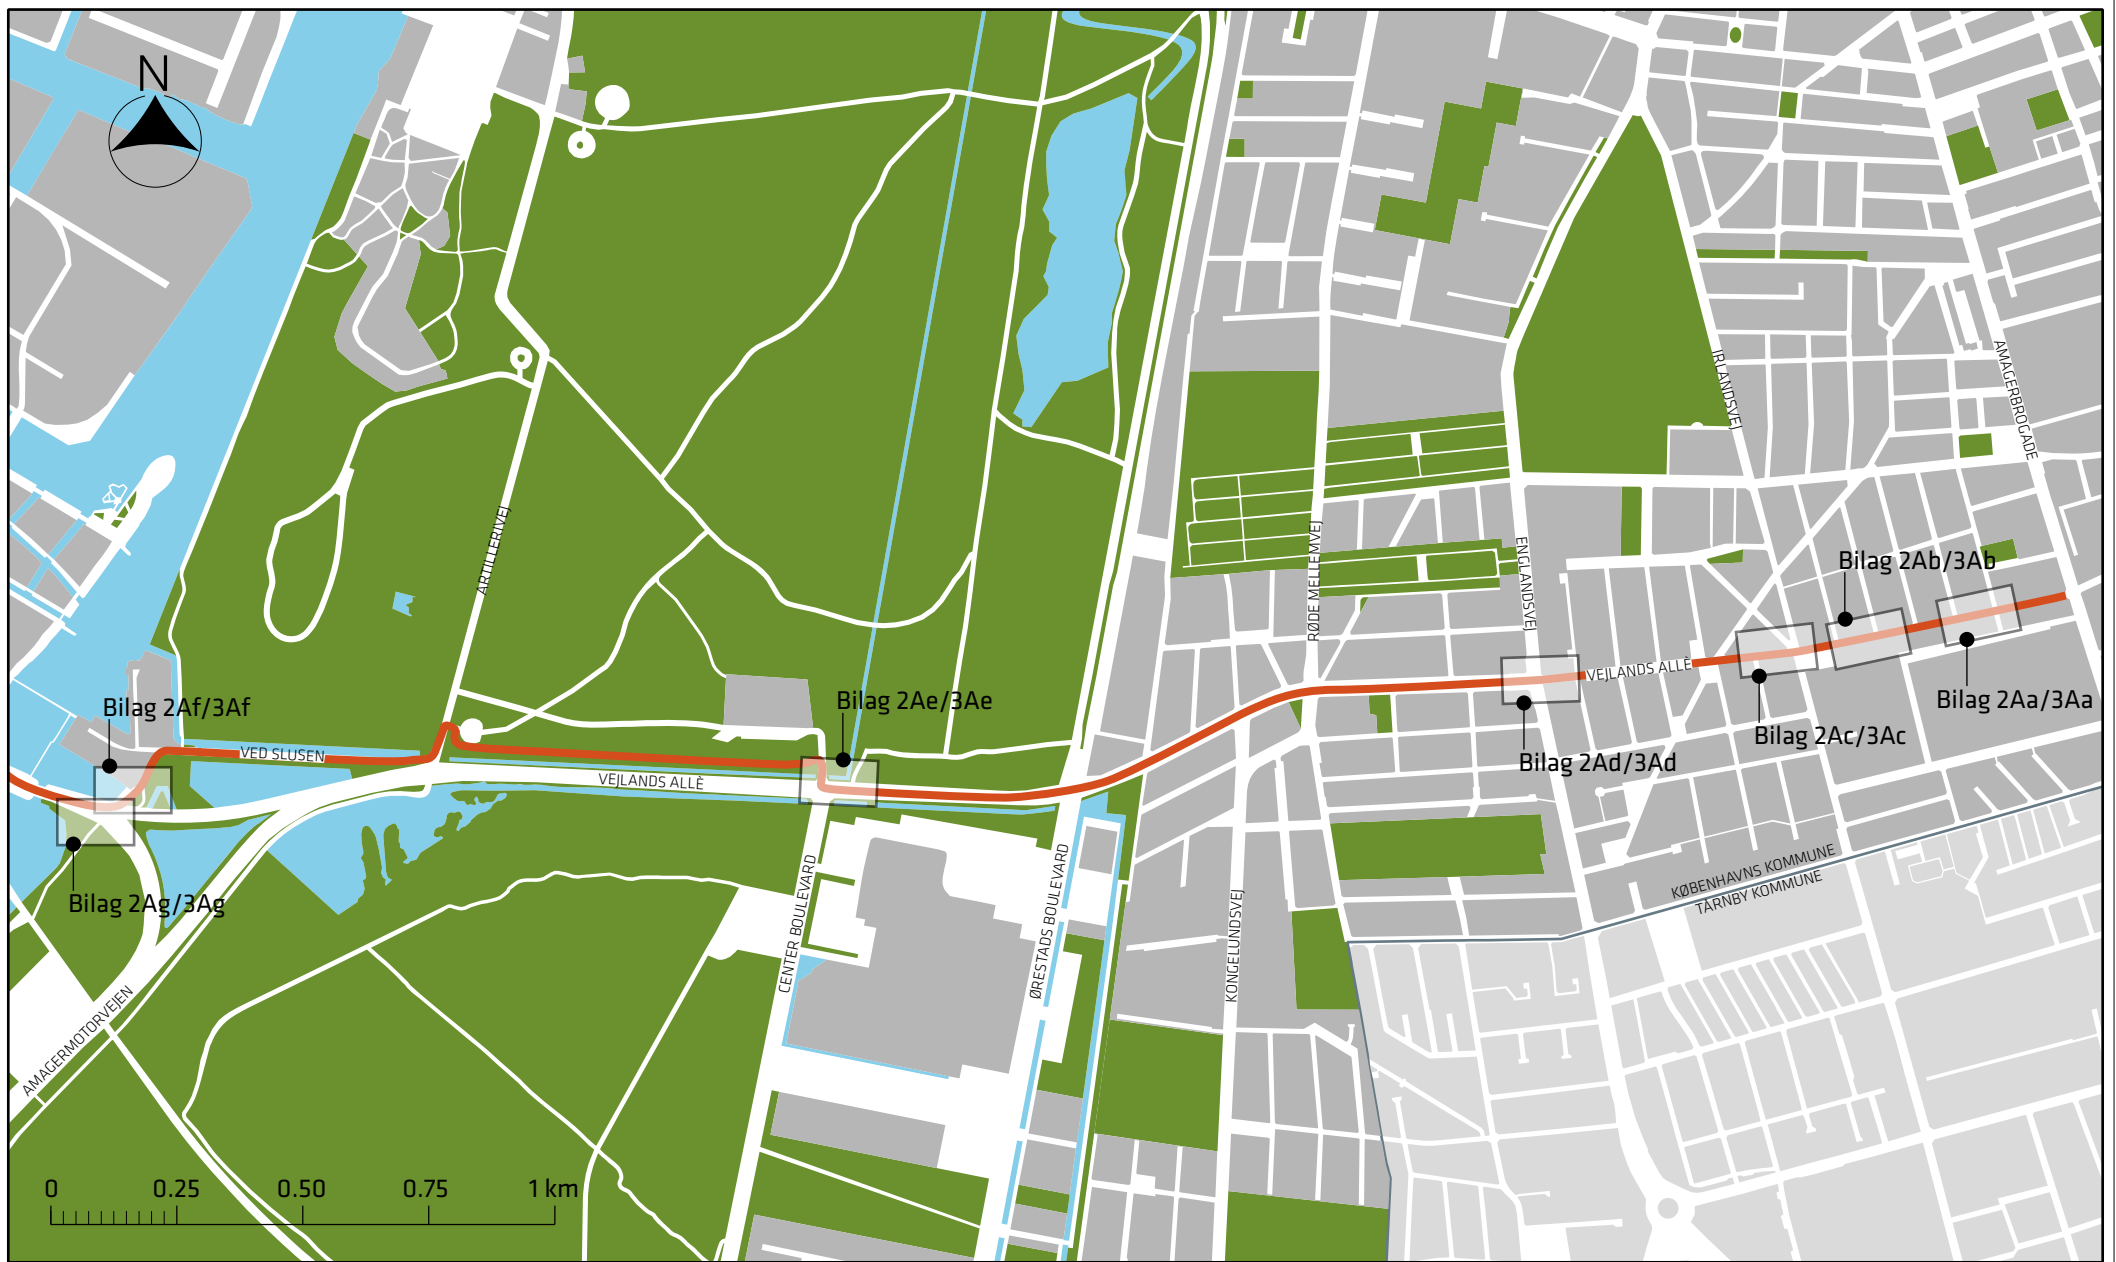 N
IRLANDSVEJ
AMAGERBROGADE
ARTILLERIVEJ
RØDE MELLEMVEJ
ENGLANDSVEJ
Bilag 2Ab/3Ab
VEJLANDS ALLÈ
Bilag 2Af/3Af
Bilag 2Ae/3Ae
Bilag 2Aa/3Aa
Bilag 2Ac/3Ac
VED SLUSEN
Bilag 2Ad/3Ad
VEJLANDS ALLÈ
Bilag 2Ag/3Ag
CENTER BOULEVARD
ØRESTADS BOULEVARD
KONGELUNDSVEJ
KØBENHAVNS KOMMUNE
TÅRNBY KOMMUNE
AMAGERMOTORVEJEN
0 0.25 0.50 0.75 1 km